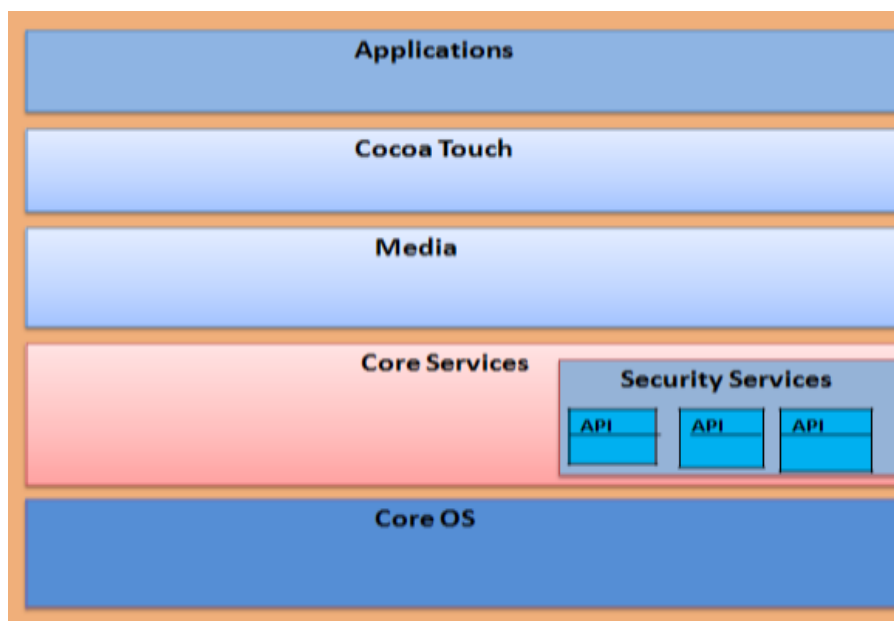 Applications
Cocoa Touch
Media
Core Services
Security Services
API API API
Core OS